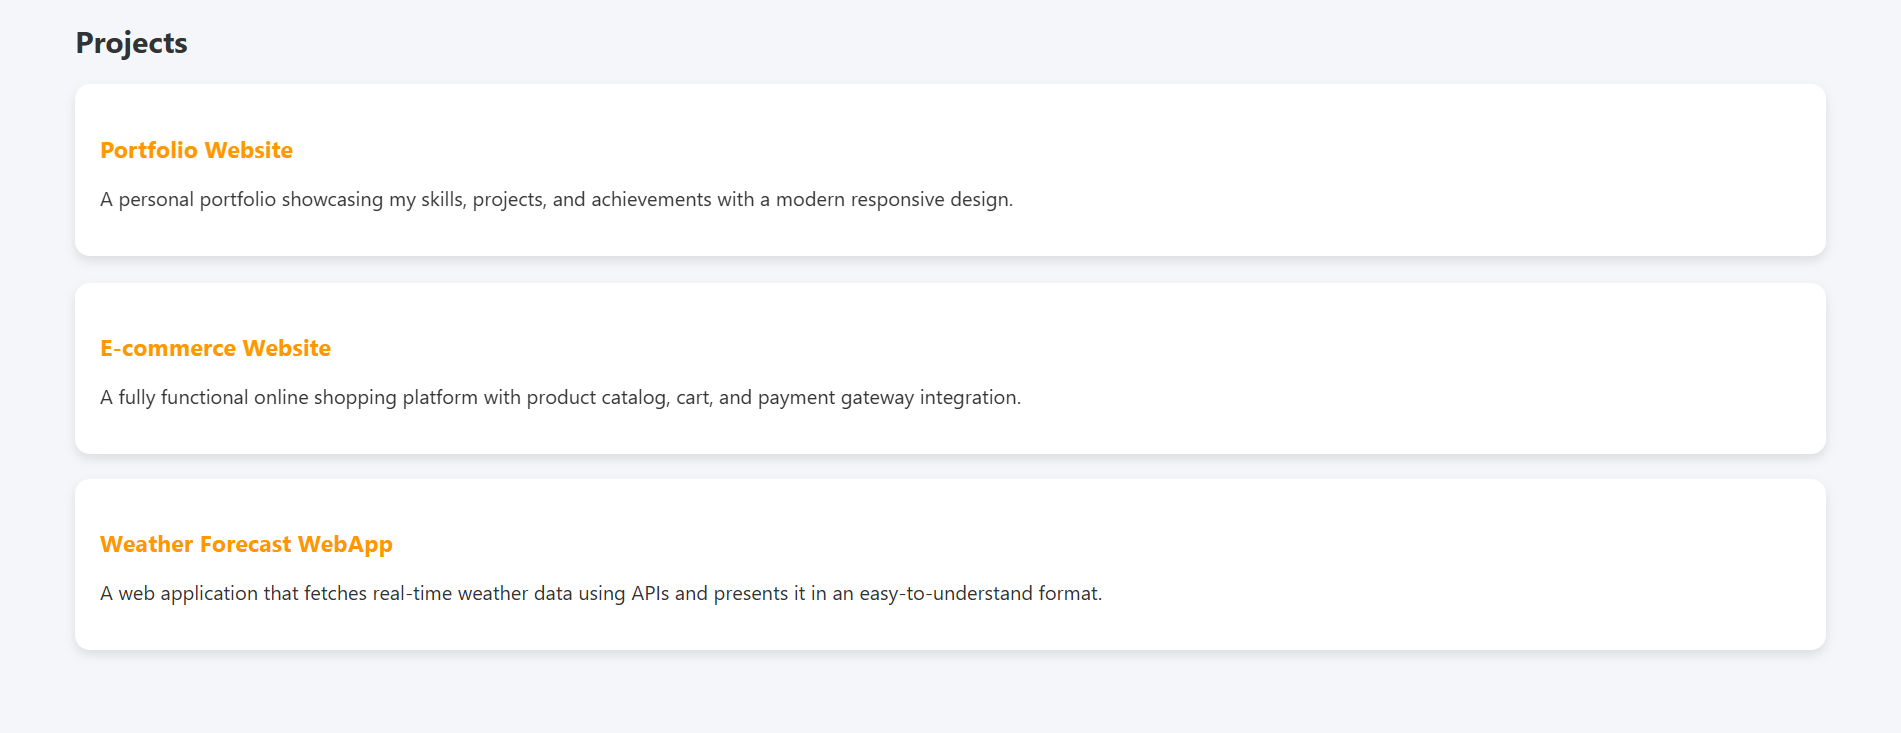 Projects
Portfolio Website
A personal portfolio showcasing my skills, projects, and achievements with a modern responsive design.
E-commerce Website
A fully functional online shopping platform with product catalog, cart, and payment gateway integration.
Weather Forecast WebApp
A web application that fetches real-time weather data using APIs and presents it in an easy-to-understand format.